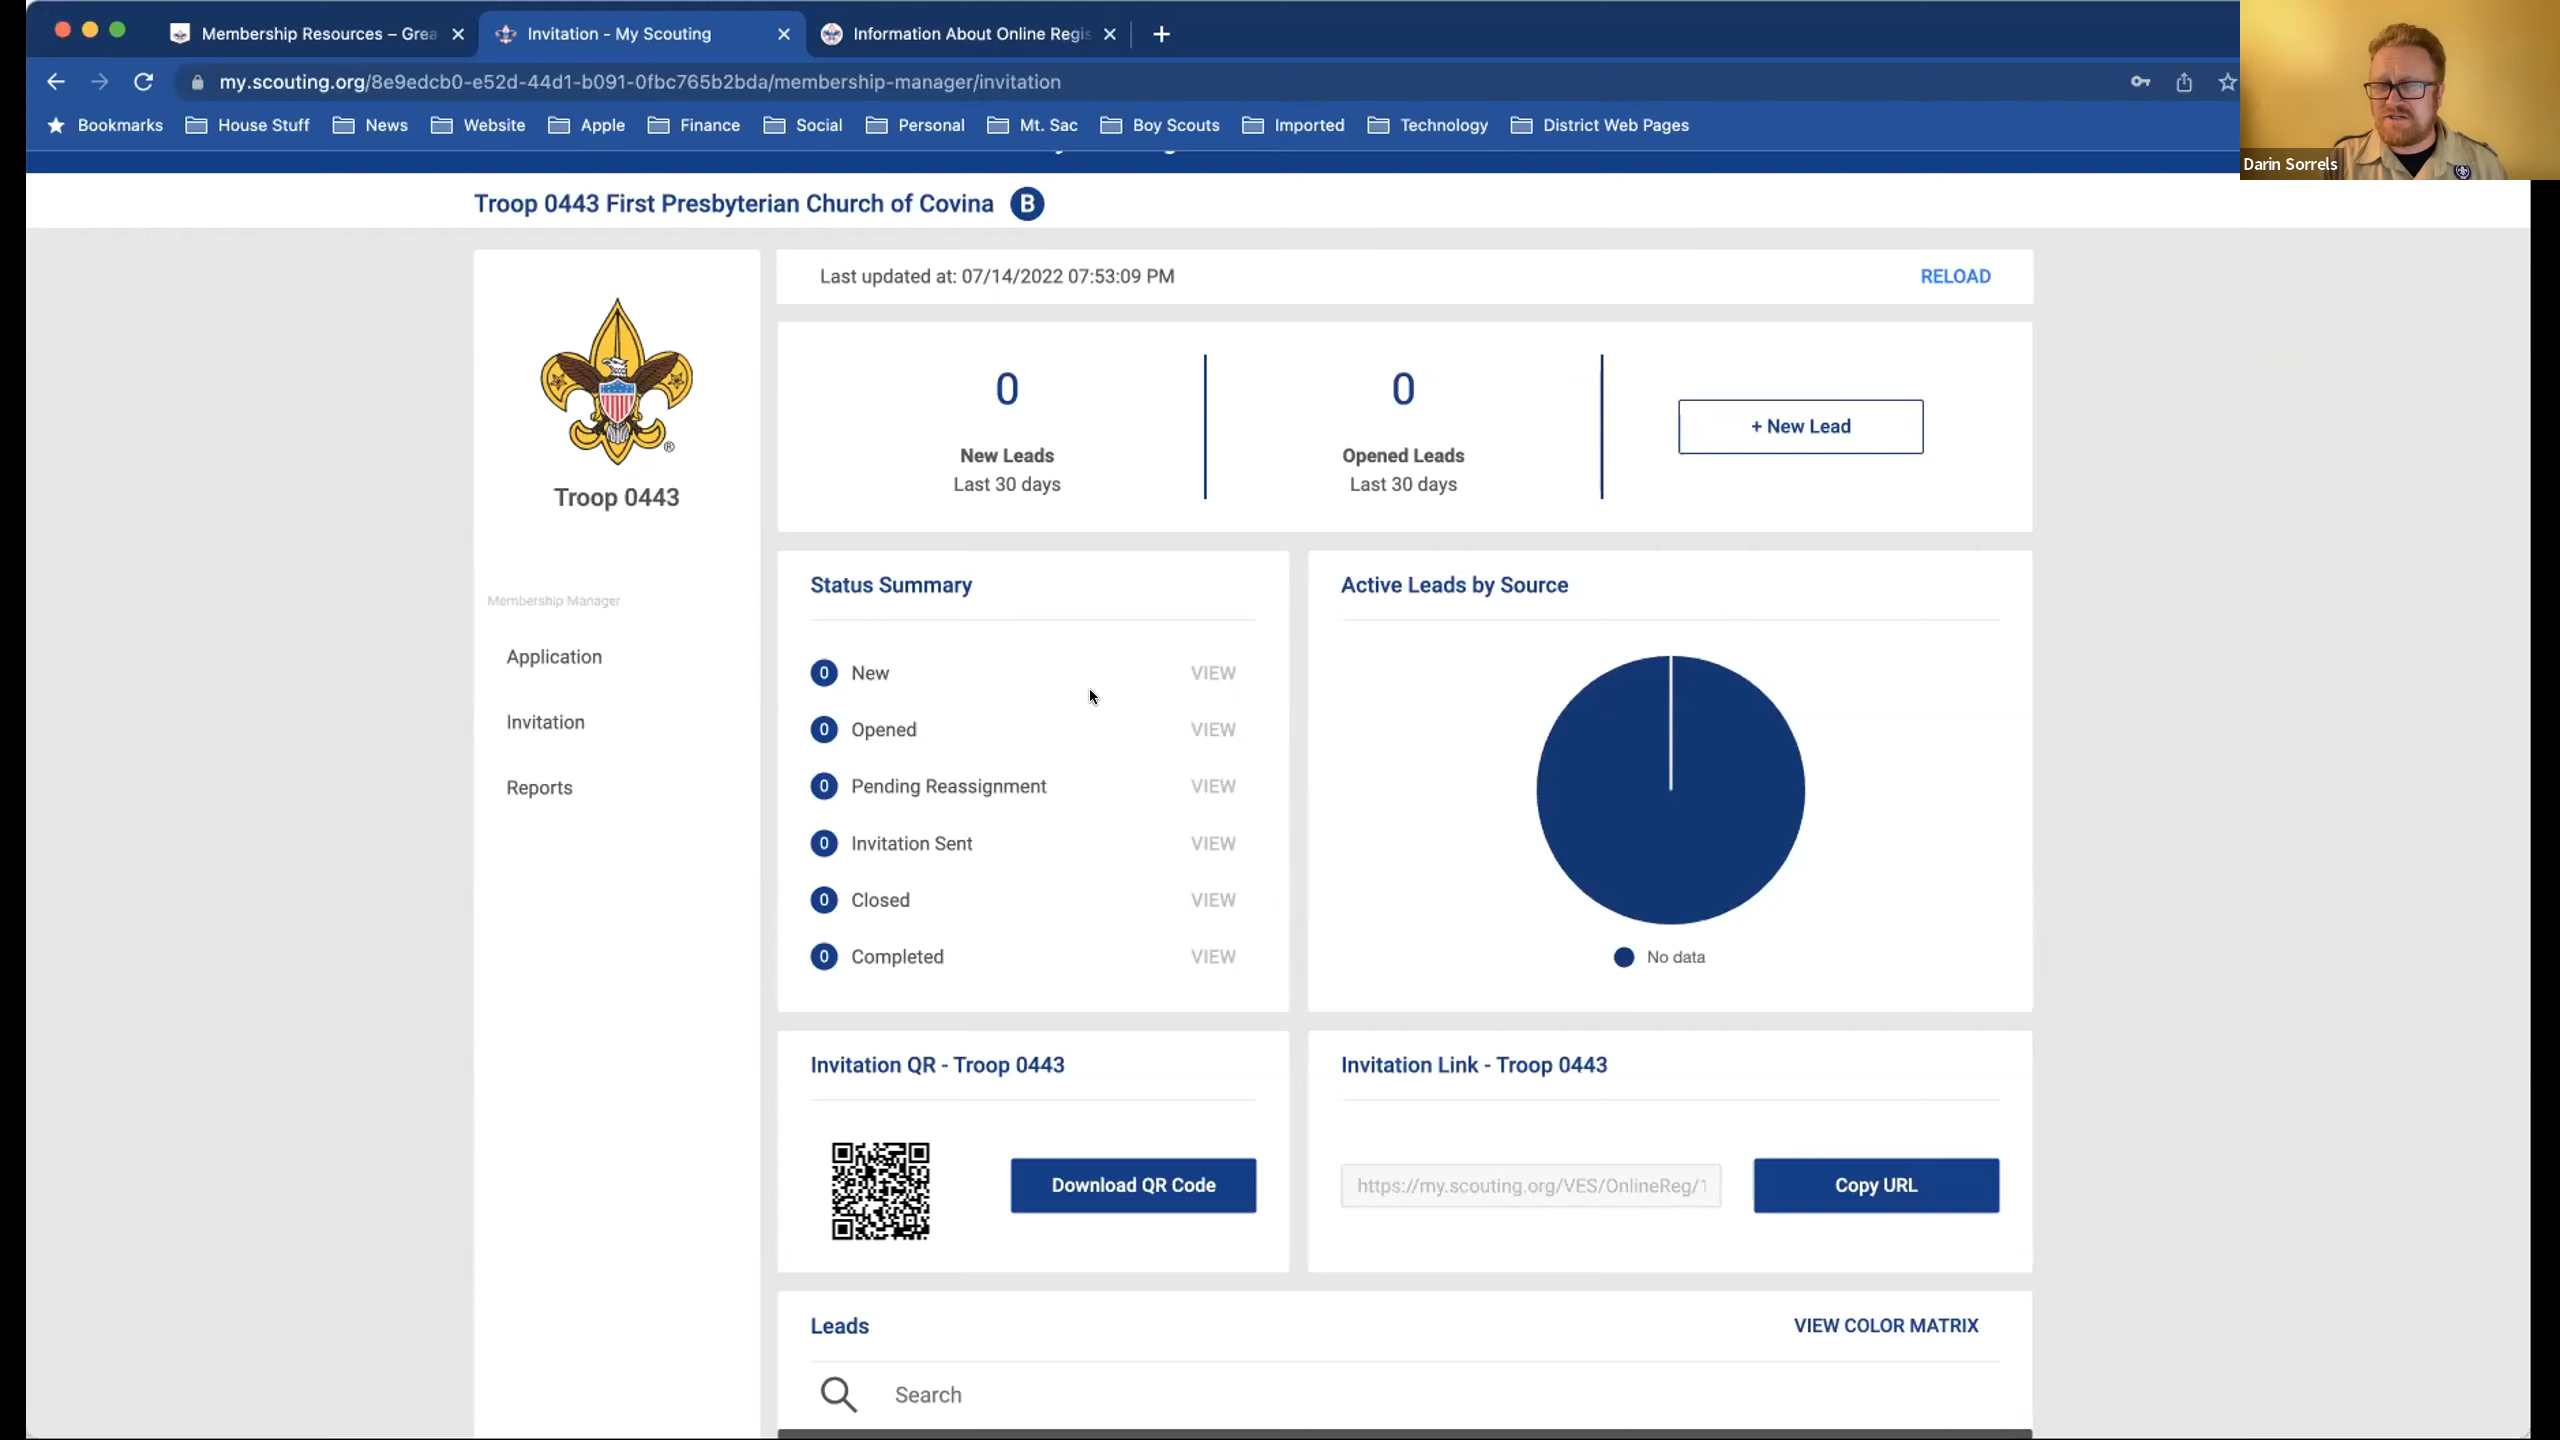 Membership Resources – Grea
Invitation - My Scouting
Information About Online Regis
my.scouting.org/8e9edcb0-e52d-44d1-b091-0fbc765b2bda/membership-manager/invitation
Bookmarks House Stuff News Website Apple Finance Social Personal Mt. Sac Boy Scouts Imported Technology District Web Pages
Darin Sorrels
Troop 0443 First Presbyterian Church of Covina B
Last updated at: 07/14/2022 07:53:09 PM
RELOAD
Troop 0443
Membership Manager
Application
Invitation
Reports
0
New Leads
Last 30 days
0
Opened Leads
Last 30 days
+ New Lead
Status Summary
0 New VIEW
0 Opened VIEW
0 Pending Reassignment VIEW
0 Invitation Sent VIEW
0 Closed VIEW
0 Completed VIEW
Active Leads by Source
No data
Invitation QR - Troop 0443
Download QR Code
Invitation Link - Troop 0443
https://my.scouting.org/VES/OnlineReg/1
Copy URL
Leads
VIEW COLOR MATRIX
Search